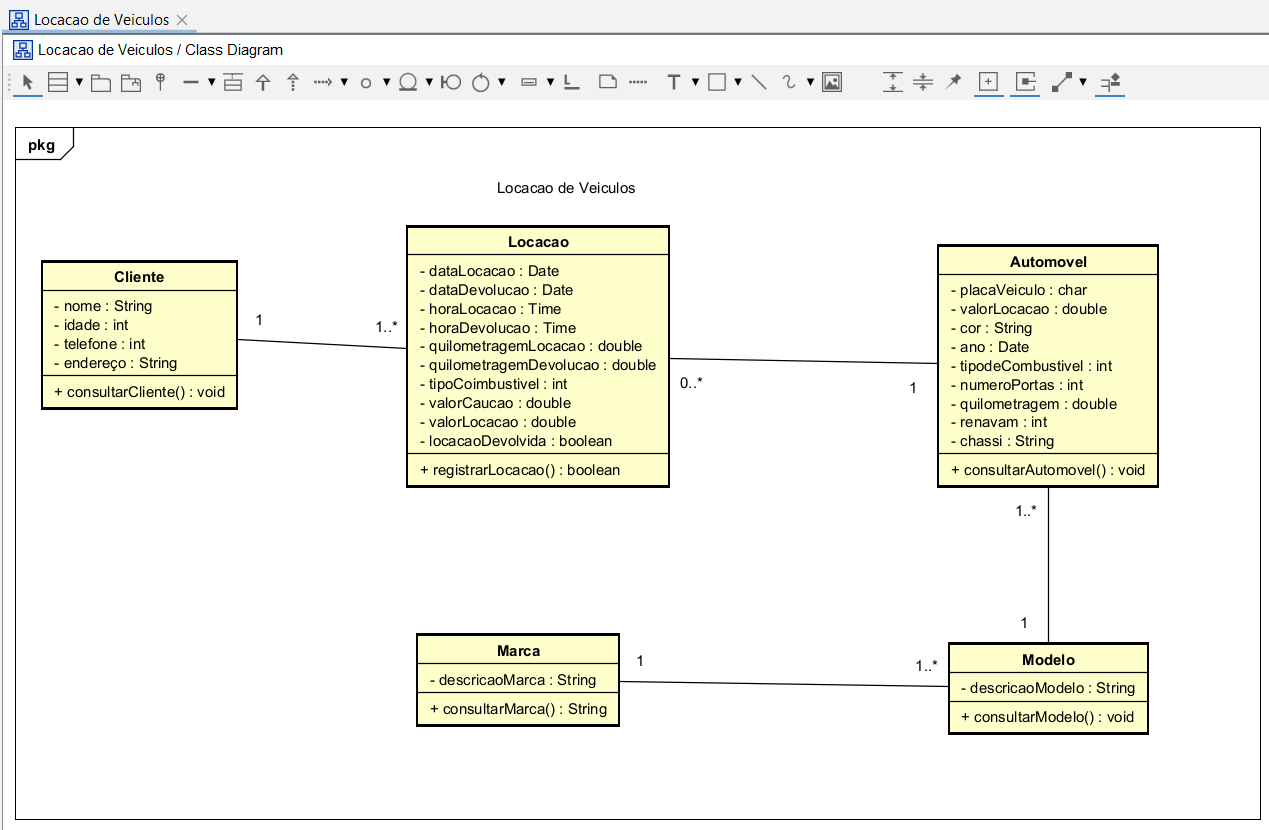 Locacao de Veiculos
Locacao de Veiculos / Class Diagram
pkg
Locacao de Veiculos
Cliente
- nome : String
- idade : int
- telefone : int
- endereço : String
+ consultarCliente() : void
1
1..*
Locacao
- dataLocacao : Date
- dataDevolucao : Date
- horaLocacao : Time
- horaDevolucao : Time
- quilometragemLocacao : double
- quilometragemDevolucao : double
- tipoCoimbustivel : int
- valorCaucao : double
- valorLocacao : double
- locacaoDevolvida : boolean
+ registrarLocacao() : boolean
0..*
1
Automovel
- placaVeiculo : char
- valorLocacao : double
- cor : String
- ano : Date
- tipodeCombustivel : int
- numeroPortas : int
- quilometragem : double
- renavam : int
- chassi : String
+ consultarAutomovel() : void
1..*
1
Marca
- descricaoMarca : String
+ consultarMarca() : String
1
1..*
Modelo
- descricaoModelo : String
+ consultarModelo() : void